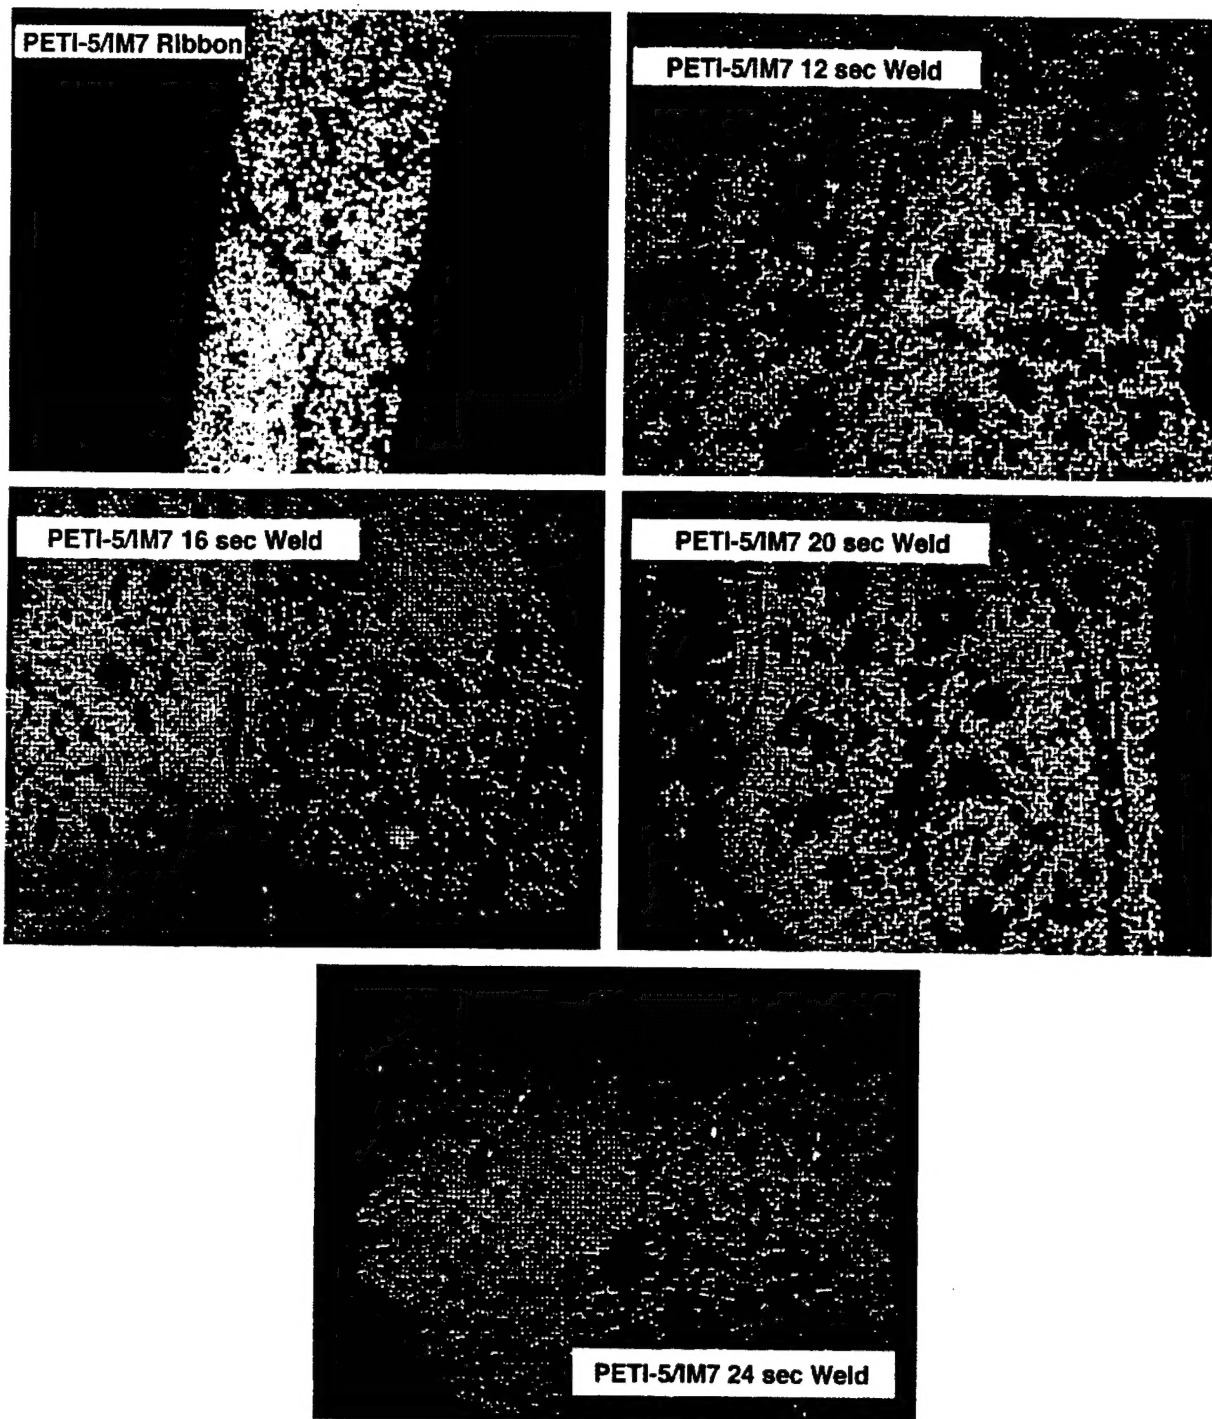 PETI-5/IM7 Ribbon
PETI-5/IM7 12 sec Weld
PETI-5/IM7 16 sec Weld
PETI-5/IM7 20 sec Weld
PETI-5/IM7 24 sec Weld